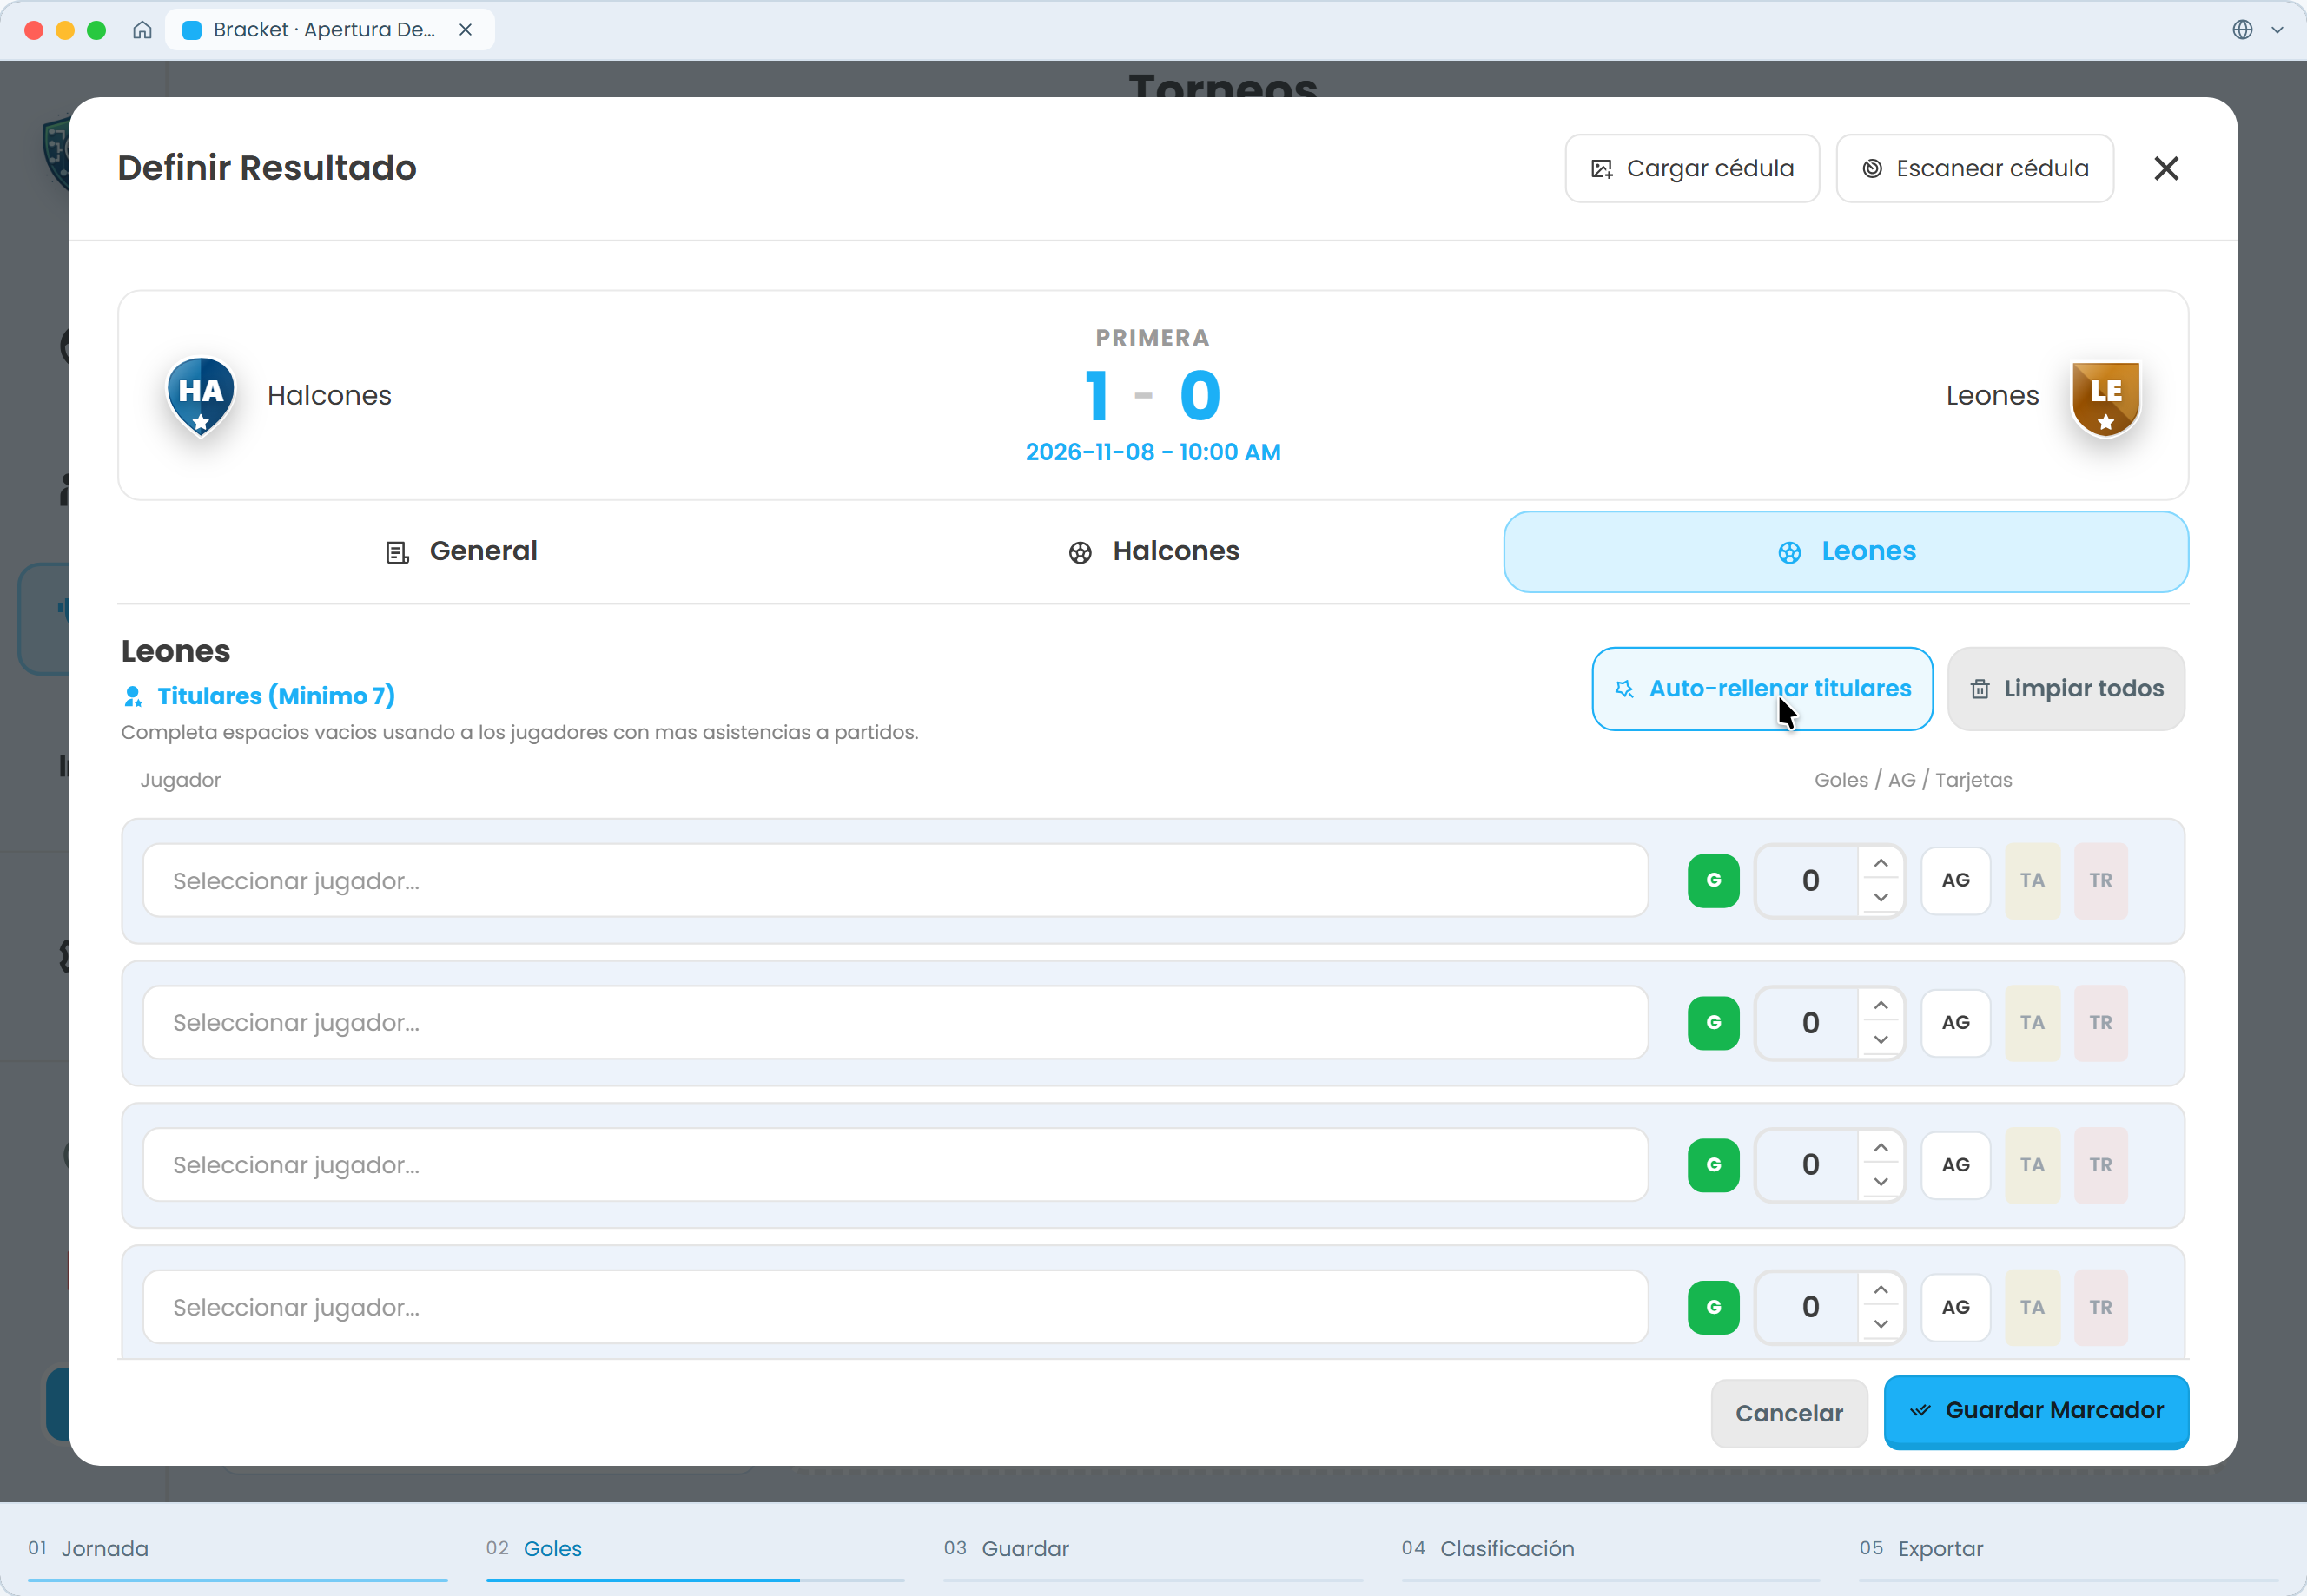 Bracket · Apertura De...
Torneos
Definir Resultado
Cargar cédula
Escanear cédula
PRIMERA
HA
Halcones
1 - 0
Leones
LE
2026-11-08 - 10:00 AM
General
Halcones
Leones
Leones
Titulares (Minimo 7)
Completa espacios vacios usando a los jugadores con mas asistencias a partidos.
Auto-rellenar titulares
Limpiar todos
Jugador
Goles / AG / Tarjetas
Seleccionar jugador...
G
0
AG
TA
TR
Seleccionar jugador...
G
0
AG
TA
TR
Seleccionar jugador...
G
0
AG
TA
TR
Seleccionar jugador...
G
0
AG
TA
TR
Cancelar
Guardar Marcador
01 Jornada
02 Goles
03 Guardar
04 Clasificación
05 Exportar